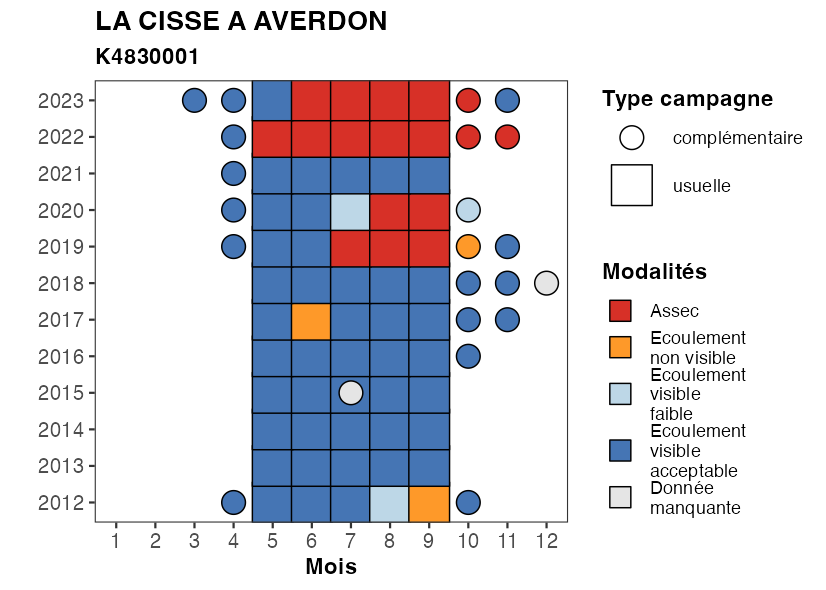 LA CISSE A AVERDON
K4830001
2023
2022
2021
2020
2019
2018
2017
2016
2015
2014
2013
2012
1 2 3 4 5 6 7 8 9 10 11 12
Mois
Type campagne
complémentaire
usuelle
Modalités
Assec
Ecoulement
non visible
Ecoulement
visible
faible
Ecoulement
visible
acceptable
Donnée
manquante